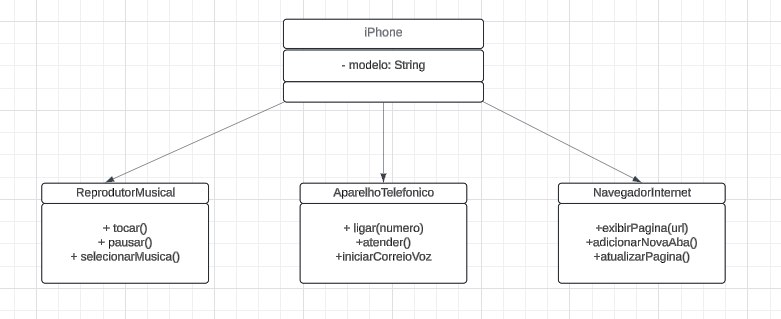 iPhone
- modelo: String
ReprodutorMusical
+ tocar()
+ pausar()
+ selecionarMusica()
AparelhoTelefonico
+ ligar(numero)
+atender()
+iniciarCorreioVoz
NavegadorInternet
+exibirPagina(url)
+adicionarNovaAba()
+atualizarPagina()